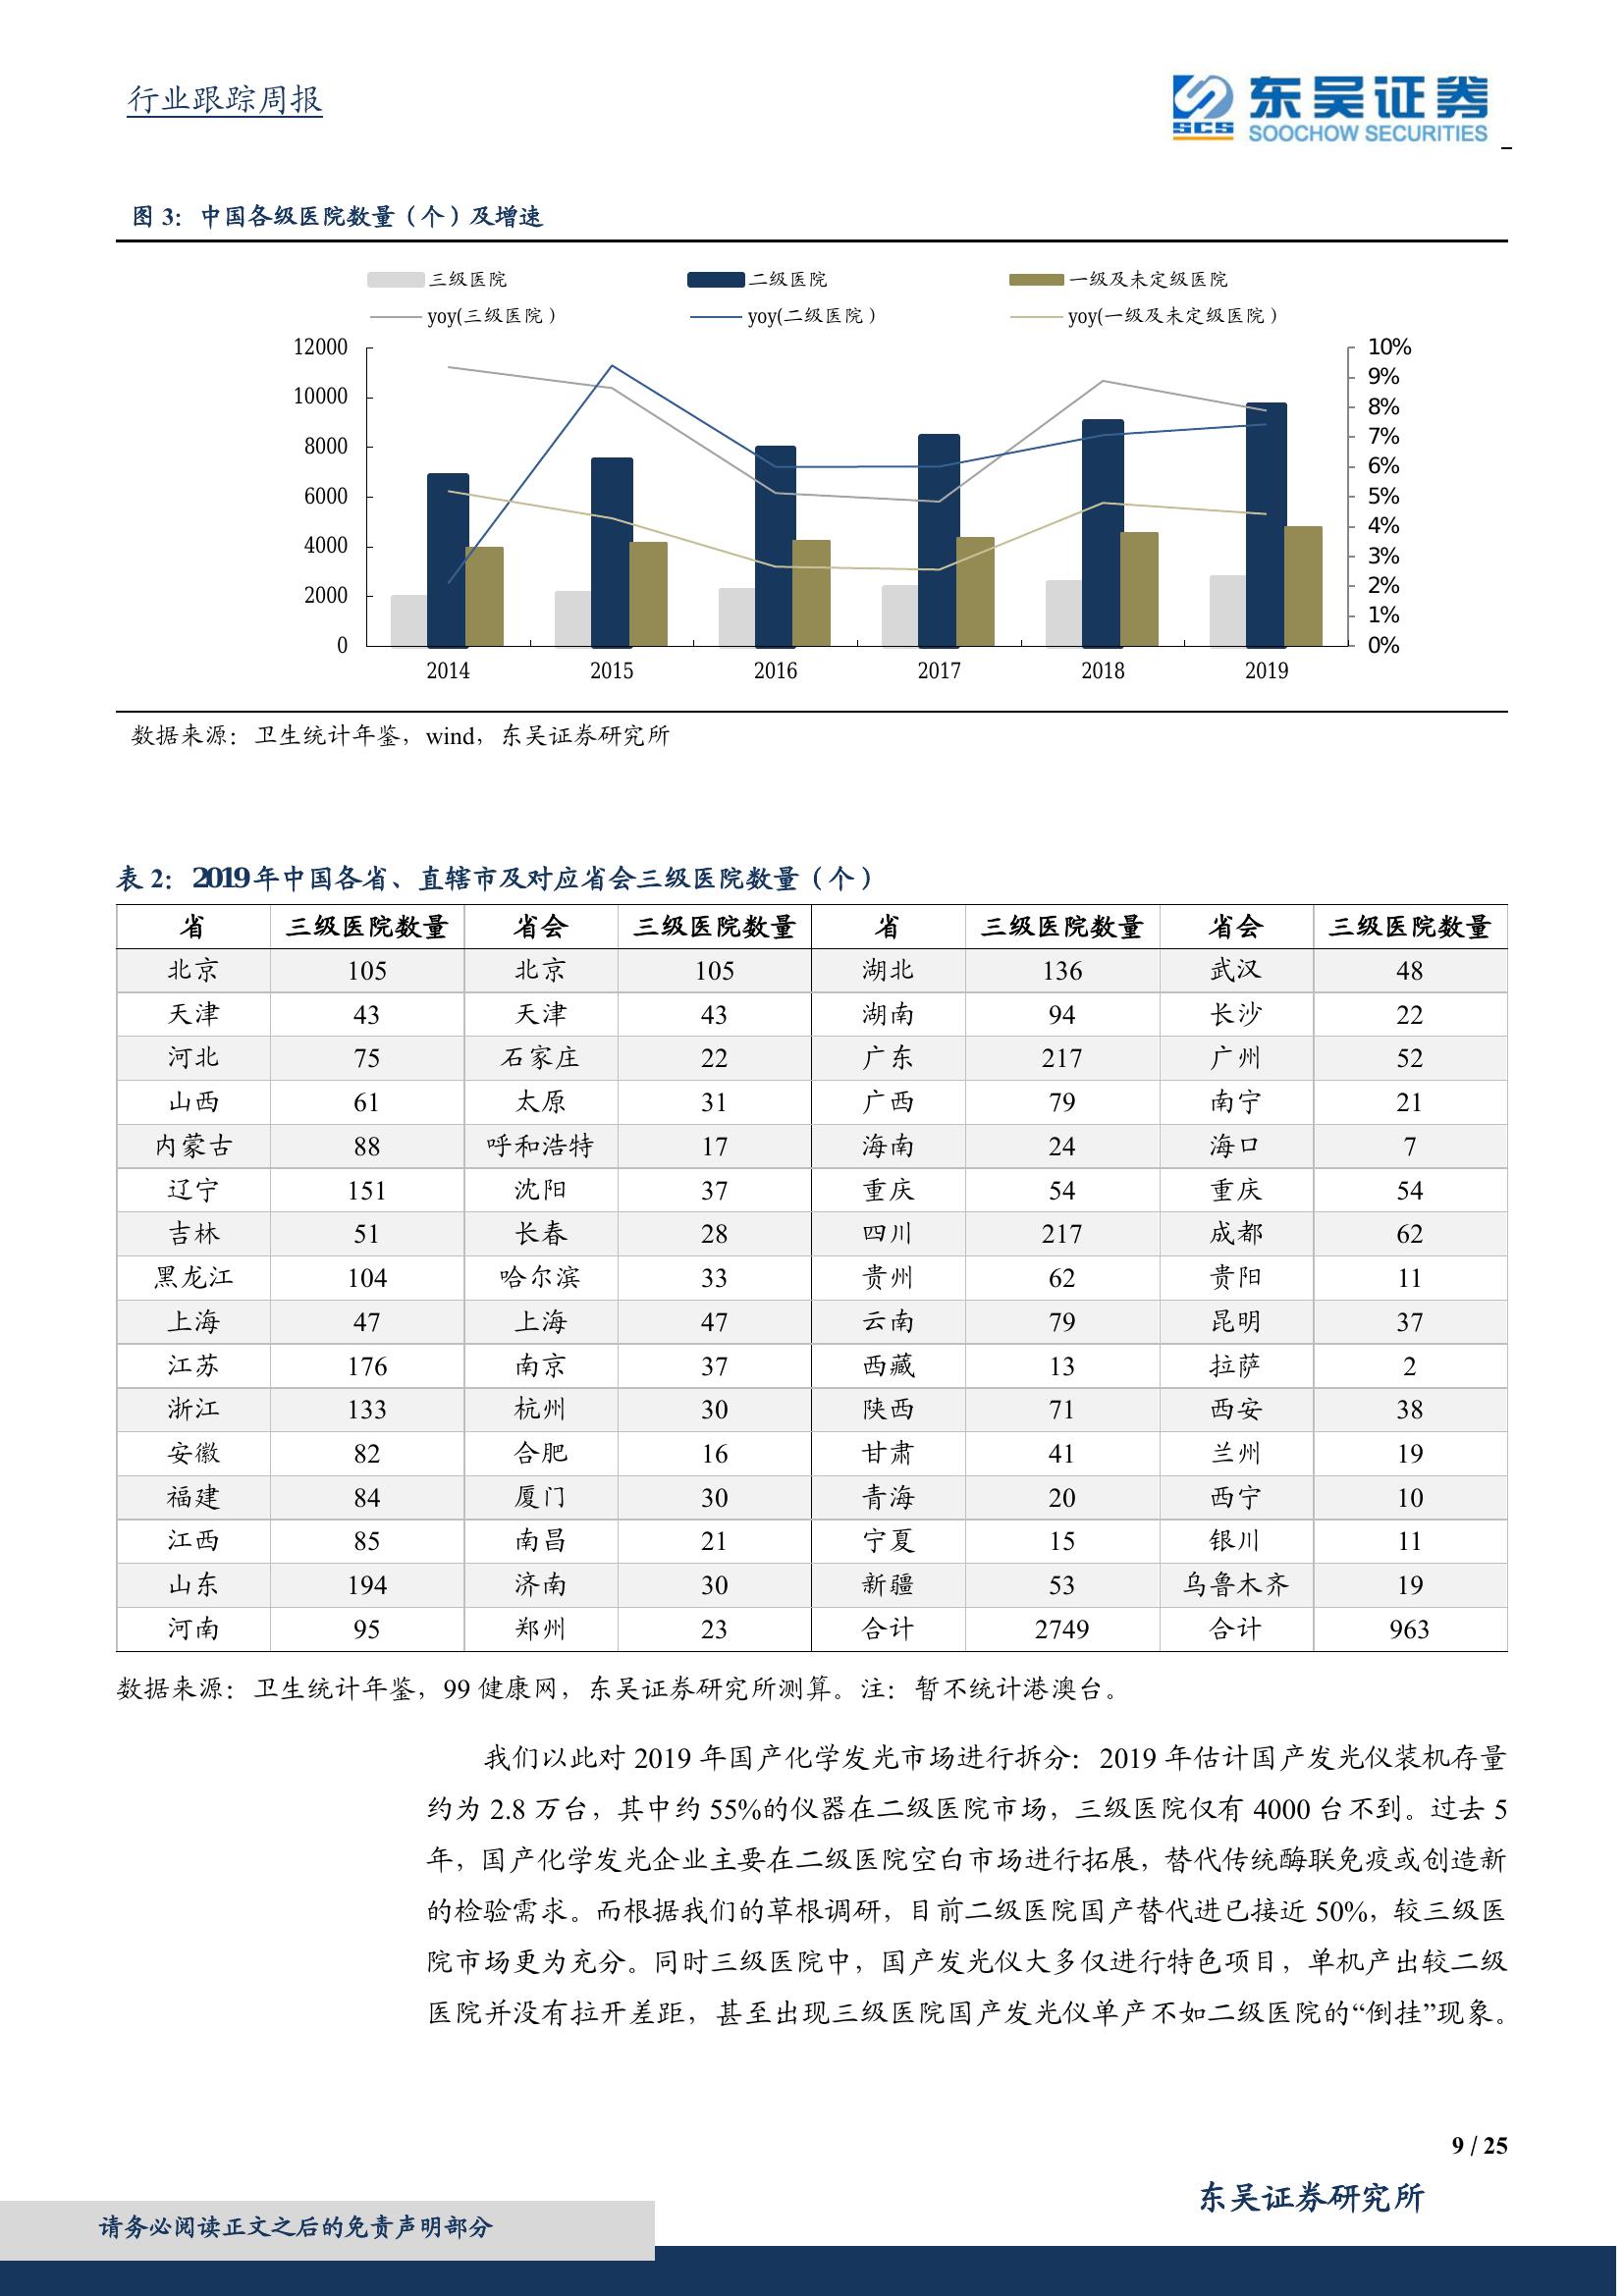 行业跟踪周报
东吴证券
SCS
SOOCHOW SECURITIES
图 3：中国各级医院数量（个）及增速
三级医院 二级医院 一级及未定级医院
yoy(三级医院） yoy(二级医院） yoy(一级及未定级医院）
12000
10000
8000
6000
4000
2000
0
10%
9%
8%
7%
6%
5%
4%
3%
2%
1%
0%
2014 2015 2016 2017 2018 2019
数据来源：卫生统计年鉴，wind，东吴证券研究所
表 2：2019年中国各省、直辖市及对应省会三级医院数量（个）
省 三级医院数量 省会 三级医院数量 省 三级医院数量 省会 三级医院数量
北京 105 北京 105 湖北 136 武汉 48
天津 43 天津 43 湖南 94 长沙 22
河北 75 石家庄 22 广东 217 广州 52
山西 61 太原 31 广西 79 南宁 21
内蒙古 88 呼和浩特 17 海南 24 海口 7
辽宁 151 沈阳 37 重庆 54 重庆 54
吉林 51 长春 28 四川 217 成都 62
黑龙江 104 哈尔滨 33 贵州 62 贵阳 11
上海 47 上海 47 云南 79 昆明 37
江苏 176 南京 37 西藏 13 拉萨 2
浙江 133 杭州 30 陕西 71 西安 38
安徽 82 合肥 16 甘肃 41 兰州 19
福建 84 厦门 30 青海 20 西宁 10
江西 85 南昌 21 宁夏 15 银川 11
山东 194 济南 30 新疆 53 乌鲁木齐 19
河南 95 郑州 23 合计 2749 合计 963
数据来源：卫生统计年鉴，99 健康网，东吴证券研究所测算。注：暂不统计港澳台。
我们以此对 2019 年国产化学发光市场进行拆分：2019 年估计国产发光仪装机存量
约为 2.8 万台，其中约 55%的仪器在二级医院市场，三级医院仅有 4000 台不到。过去 5
年，国产化学发光企业主要在二级医院空白市场进行拓展，替代传统酶联免疫或创造新
的检验需求。而根据我们的草根调研，目前二级医院国产替代进已接近 50%，较三级医
院市场更为充分。同时三级医院中，国产发光仪大多仅进行特色项目，单机产出较二级
医院并没有拉开差距，甚至出现三级医院国产发光仪单产不如二级医院的“倒挂”现象。
9 / 25
东吴证券研究所
请务必阅读正文之后的免责声明部分